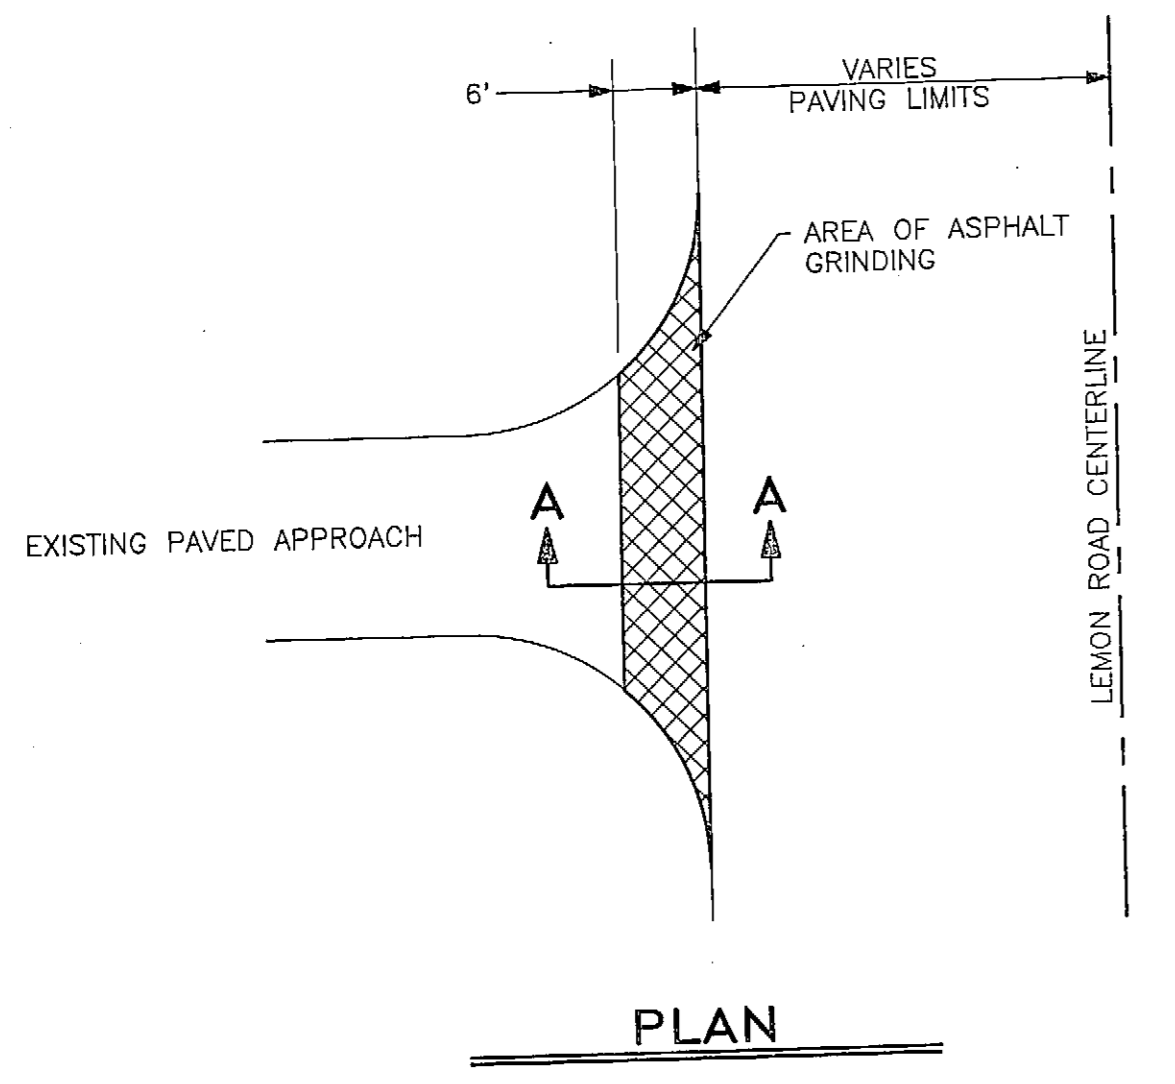 6'
VARIES
PAVING LIMITS
AREA OF ASPHALT
GRINDING
LEMON ROAD CENTERLINE
A
A
EXISTING PAVED APPROACH
PLAN